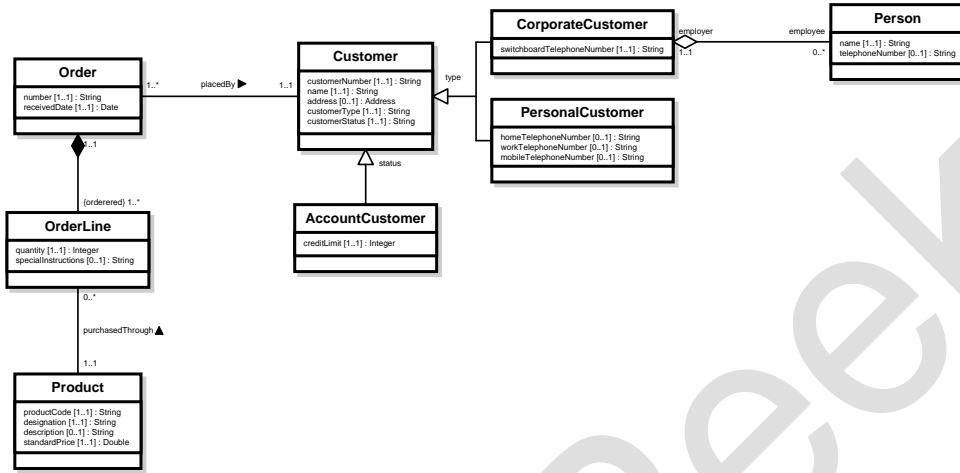 CorporateCustomer
switchboardTelephoneNumber [1..1] : String
employer
1..1
employee
0..*
Person
name [1..1] : String
telephoneNumber [0..1] : String
Order
number [1..1] : String
receivedDate [1..1] : Date
1..*
placedBy
1..1
Customer
customerNumber [1..1] : String
name [1..1] : String
address [0..1] : Address
customerType [1..1] : String
customerStatus [1..1] : String
type
PersonalCustomer
homeTelephoneNumber [0..1] : String
workTelephoneNumber [0..1] : String
mobileTelephoneNumber [0..1] : String
1..1
status
{orderered} 1..*
OrderLine
quantity [1..1] : Integer
specialInstructions [0..1] : String
AccountCustomer
creditLimit [1..1] : Integer
0..*
purchasedThrough
1..1
Product
productCode [1..1] : String
designation [1..1] : String
description [0..1] : String
standardPrice [1..1] : Double